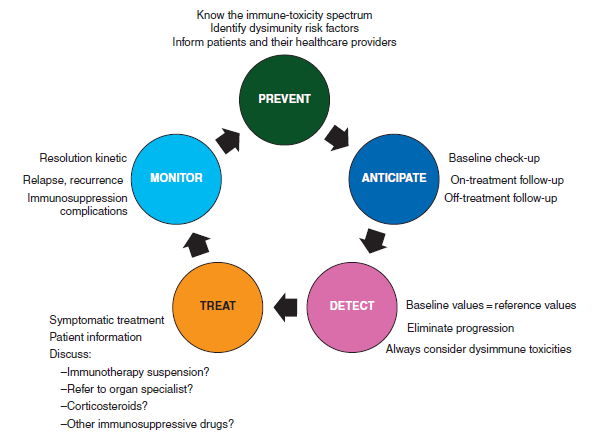 Know the immune-toxicity spectrum
Identify dysimunity risk factors
Inform patients and their healthcare providers
PREVENT
ANTICIPATE
Baseline check-up
On-treatment follow-up
Off-treatment follow-up
DETECT
Baseline values = reference values
Eliminate progression
Always consider dysimmune toxicities
TREAT
Symptomatic treatment
Patient information
Discuss:
–Immunotherapy suspension?
–Refer to organ specialist?
–Corticosteroids?
–Other immunosuppressive drugs?
MONITOR
Resolution kinetic
Relapse, recurrence
Immunosuppression
complications